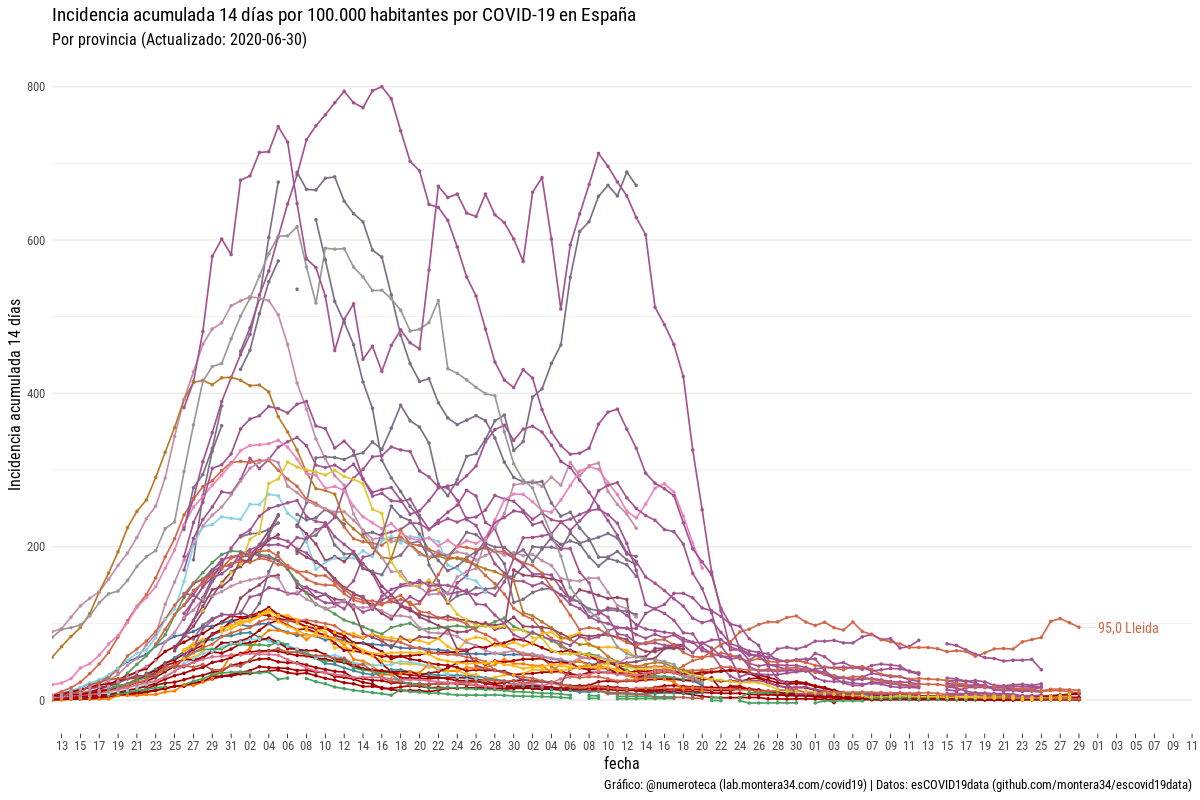 Incidencia acumulada 14 días por 100.000 habitantes por COVID-19 en España
Por provincia (Actualizado: 2020-06-30)
Incidencia acumulada 14 días
800
600
400
200
0
95,0 Lleida
13 15 17 19 21 23 25 27 29 31 02 04 06 08 10 12 14 16 18 20 22 24 26 28 30 02 04 06 08 10 12 14 16 18 20 22 24 26 28 30 01 03 05 07 09 11 13 15 17 19 21 23 25 27 29 01 03 05 07 09 11
fecha
Gráfico: @numeroteca (lab.montera34.com/covid19) | Datos: esCOVID19data (github.com/montera34/escovid19data)